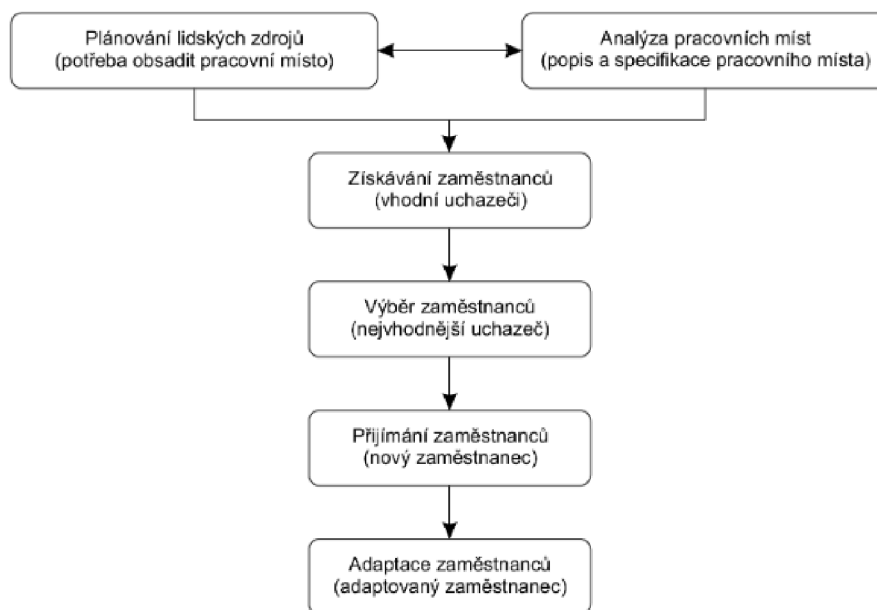 Plánování lidských zdrojů
(potřeba obsadit pracovní místo)
Analýza pracovních míst
(popis a specifikace pracovního místa)
Získávání zaměstnanců
(vhodní uchazeči)
Výběr zaměstnanců
(nejvhodnější uchazeč)
Přijímání zaměstnanců
(nový zaměstnanec)
Adaptace zaměstnanců
(adaptovaný zaměstnanec)